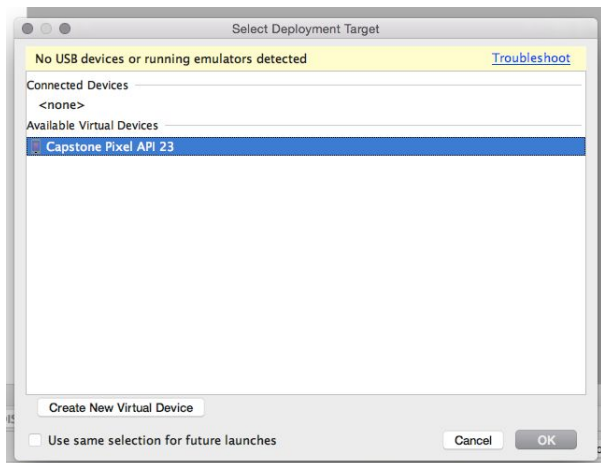 Select Deployment Target
No USB devices or running emulators detected Troubleshoot
Connected Devices
<none>
Available Virtual Devices
Capstone Pixel API 23
Create New Virtual Device
Use same selection for future launches Cancel OK